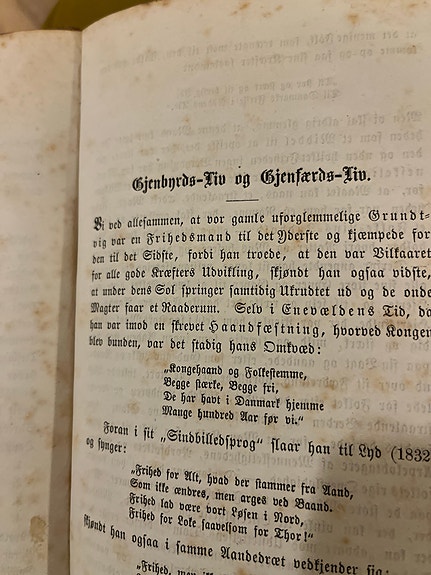 Gjenbyrds-Liv og Gjenfærds-Liv.
Vi ved allesammen, at vor gamle uforglemmelige Grundt-
vig var en Frihedsmand til det Yderste og kjæmpede for
den til det Sidste, fordi han troede, at den var Vilkaaret
for alle gode Kræfters Udvikling, skjøndt han ogsaa vidste,
at under dens Sol springer samtidig Ukrudtet ud og de onde
Magter faar et Raaderum. Selv i Enevældens Tid, da
han var imod en skrevet Haandfæstning, hvorved Kongen
blev bunden, var det stadig hans Omkvæd:
„Kongehaand og Folkestemme,
Begge stærke, Begge fri,
De har havt i Danmark hjemme
Mange hundred Aar før vi.“
Foran i sit „Sindbilledsprog“ slaar han til Lyd (1832
og synger:
„Frihed for Alt, hvad der stammer fra Aand,
Som ikke ændres, men arges ved Baand.
Frihed lad være vort Løsen i Nord,
Frihed for Loke saavelsom for Thor!“
skjøndt han ogsaa i samme Aandedræt vedkjender sig:
„Frihed, men